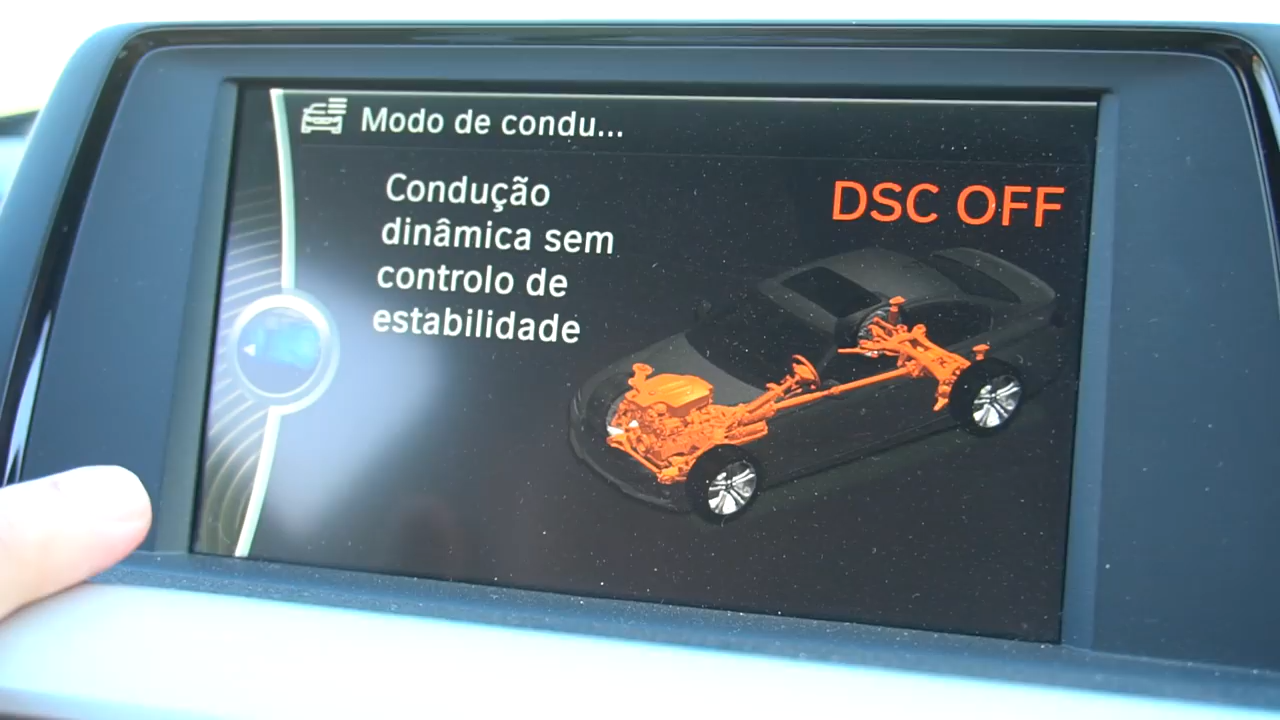 Modo de condu...
DSC OFF
Condução
dinâmica sem
controlo de
estabilidade